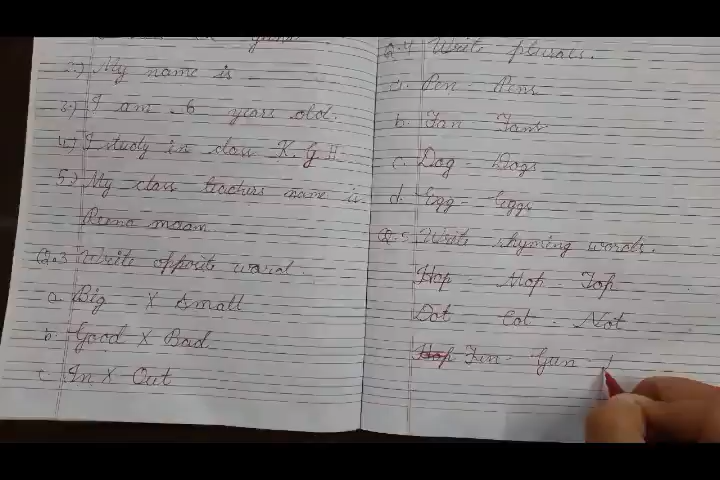 2.) My name is
3.) I am 6 years old.
4.) I study in class K.G II
5.) My class teachers name is
Reena maam
Q.3 Write opposite word.
a. Big X Small
b. Good X Bad
c. In X Out
Q.4 Write plurals.
a. Pen - Pens
b. Fan Fans
c. Dog - Dogs
d. Egg - Eggs
Q.5 Write rhyming words.
Hop - Mop - Top
Dot Cot - Not
Hop Fun - Gun -